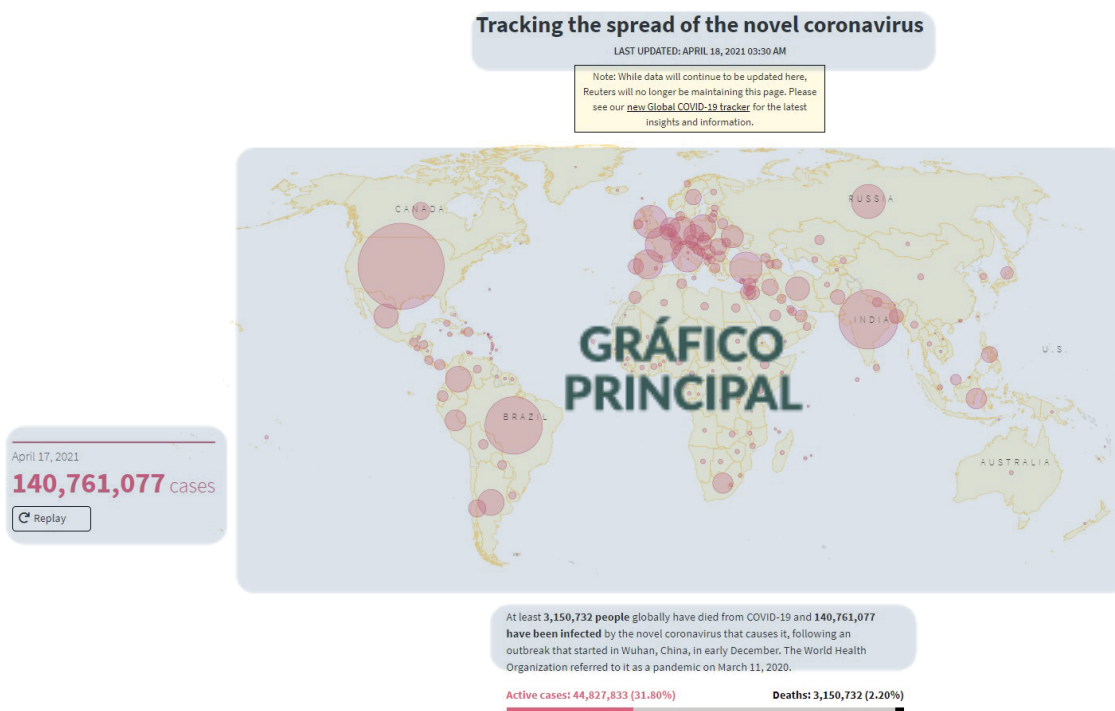 Tracking the spread of the novel coronavirus
LAST UPDATED: APRIL 18, 2021 03:30 AM
Note: While data will continue to be updated here,
Reuters will no longer be maintaining this page. Please
see our new Global COVID-19 tracker for the latest
insights and information.
CANADA
RUSSIA
INDIA
U.S.
GRÁFICO
PRINCIPAL
BRAZIL
AUSTRALIA
April 17, 2021
140,761,077 cases
Replay
At least 3,150,732 people globally have died from COVID-19 and 140,761,077
have been infected by the novel coronavirus that causes it, following an
outbreak that started in Wuhan, China, in early December. The World Health
Organization referred to it as a pandemic on March 11, 2020.
Active cases: 44,827,833 (31.80%)
Deaths: 3,150,732 (2.20%)